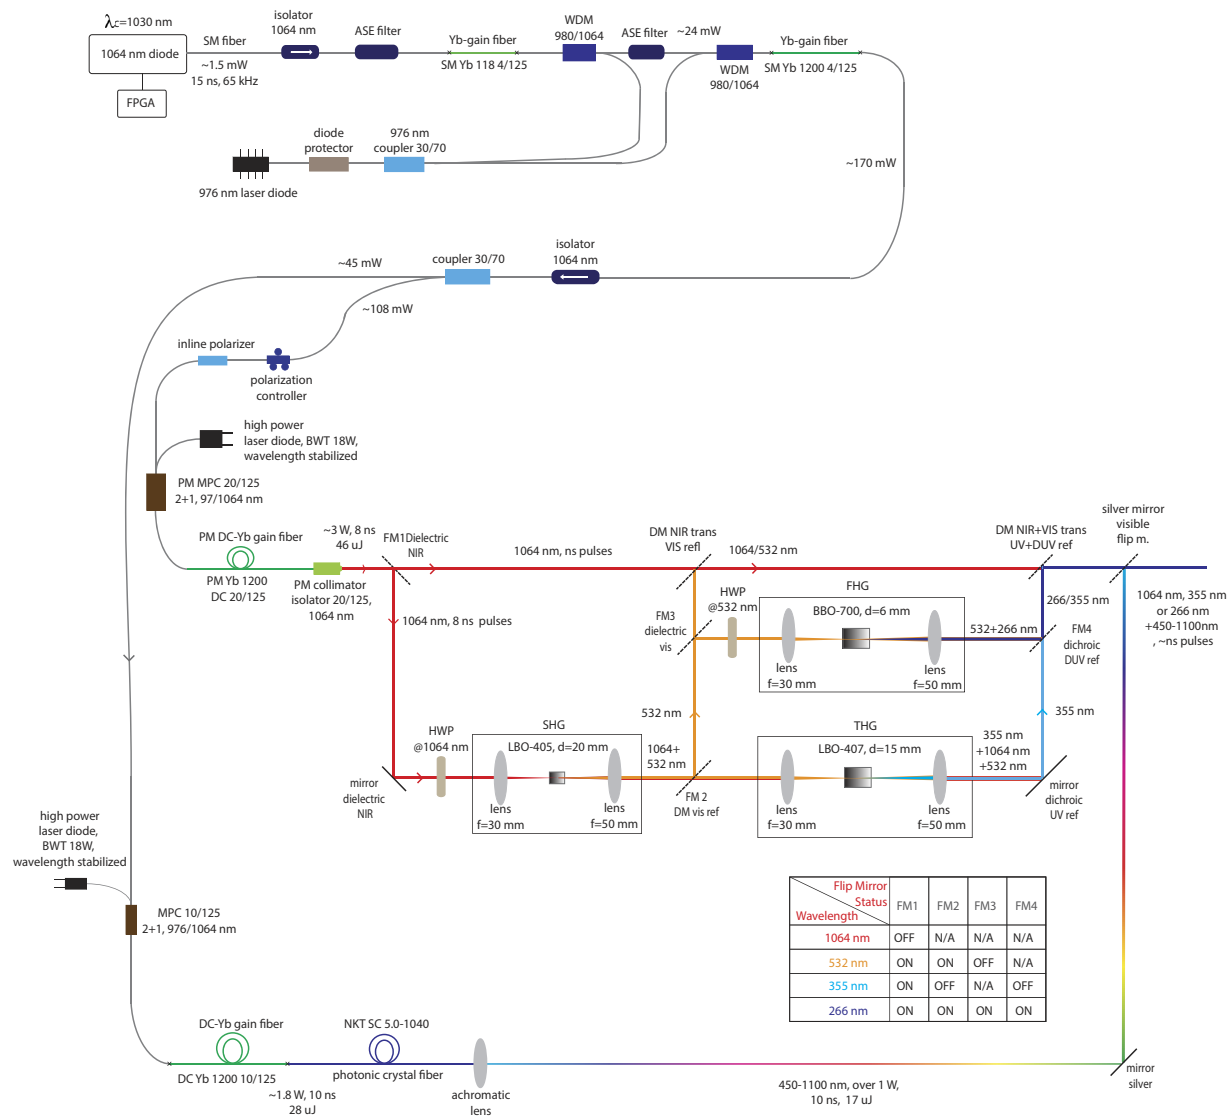 λc=1030 nm
1064 nm diode
FPGA
SM fiber
~1.5 mW
15 ns, 65 kHz
isolator
1064 nm
ASE filter
Yb-gain fiber
SM Yb 118 4/125
WDM
980/1064
ASE filter
~24 mW
WDM
980/1064
Yb-gain fiber
SM Yb 1200 4/125
diode
protector
976 nm
coupler 30/70
976 nm laser diode
~170 mW
isolator
1064 nm
coupler 30/70
~45 mW
~108 mW
inline polarizer
polarization
controller
high power
laser diode, BWT 18W,
wavelength stabilized
PM MPC 20/125
2+1, 97/1064 nm
PM DC-Yb gain fiber
PM Yb 1200
DC 20/125
~3 W, 8 ns
46 uJ
PM collimator
isolator 20/125,
1064 nm
FM1Dielectric
NIR
1064 nm, ns pulses
DM NIR trans
VIS refl
1064/532 nm
DM NIR+VIS trans
UV+DUV ref
silver mirror
visible
flip m.
1064 nm, 355 nm
or 266 nm
+450-1100nm
, ~ns pulses
1064 nm, 8 ns pulses
FM3
dielectric
vis
HWP
@532 nm
FHG
BBO-700, d=6 mm
lens
f=30 mm
lens
f=50 mm
532+266 nm
266/355 nm
FM4
dichroic
DUV ref
532 nm
355 nm
mirror
dielectric
NIR
HWP
@1064 nm
SHG
LBO-405, d=20 mm
lens
f=30 mm
lens
f=50 mm
1064+
532 nm
FM 2
DM vis ref
THG
LBO-407, d=15 mm
lens
f=30 mm
lens
f=50 mm
355 nm
+1064 nm
+532 nm
mirror
dichroic
UV ref
high power
laser diode,
BWT 18W,
wavelength stabilized
MPC 10/125
2+1, 976/1064 nm
Flip Mirror
Status
Wavelength
FM1 FM2 FM3 FM4
1064 nm OFF N/A N/A N/A
532 nm ON ON OFF N/A
355 nm ON OFF N/A OFF
266 nm ON ON ON ON
DC-Yb gain fiber
DC Yb 1200 10/125
~1.8 W, 10 ns
28 uJ
NKT SC 5.0-1040
photonic crystal fiber
achromatic
lens
450-1100 nm, over 1 W,
10 ns, 17 uJ
mirror
silver